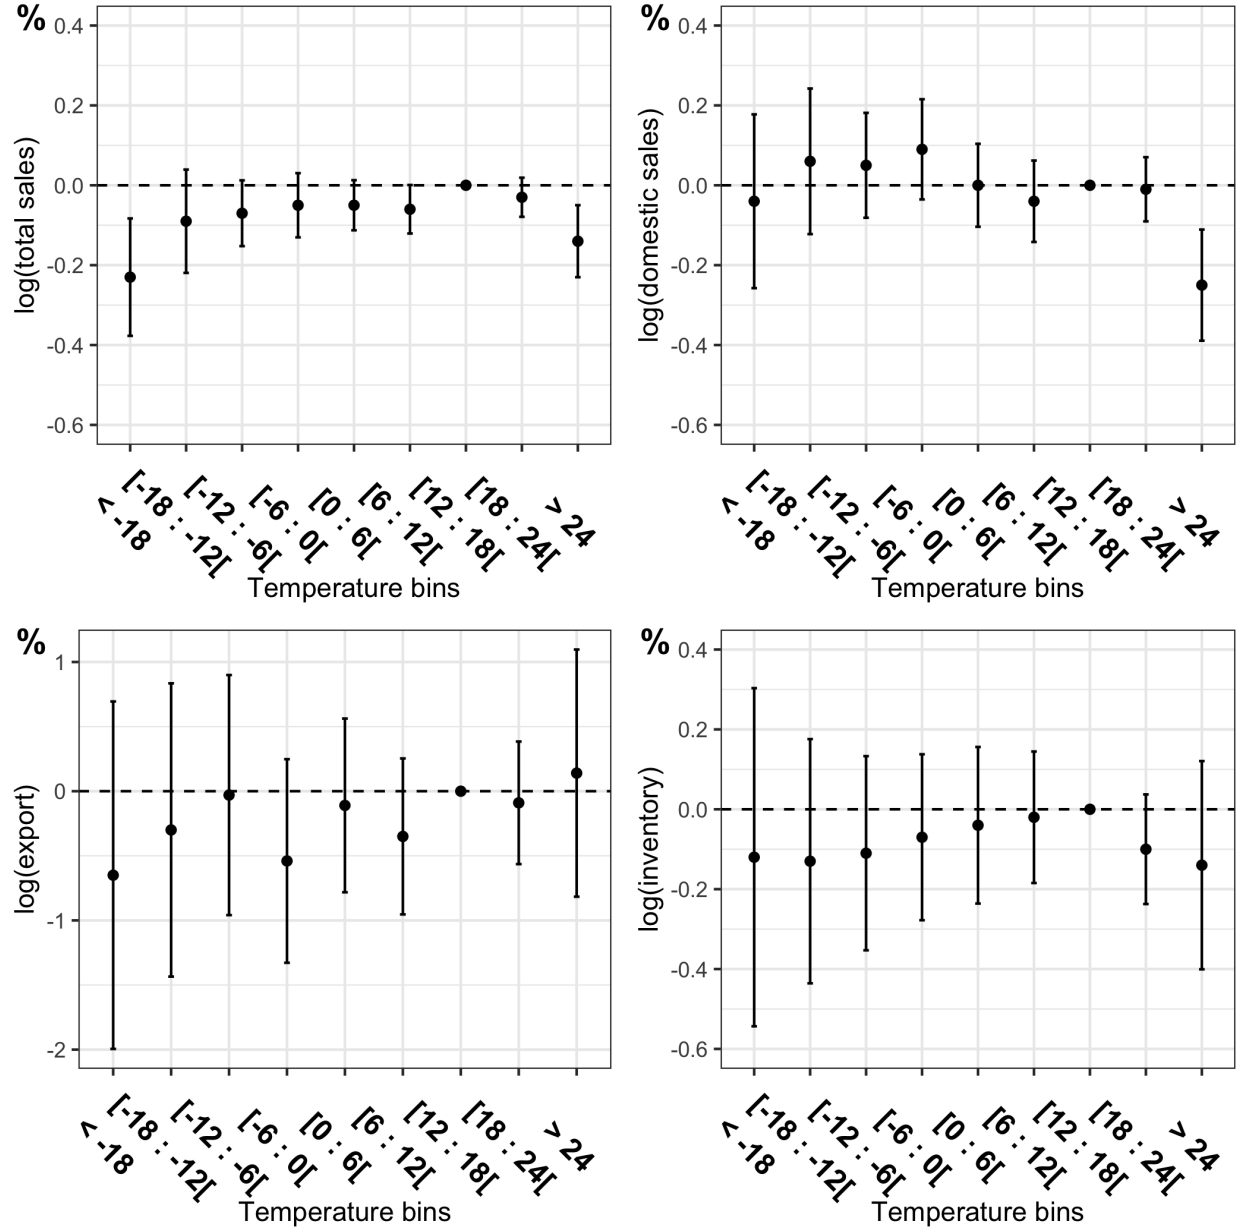 %
0.4
0.2
0.0
-0.2
-0.4
-0.6
log(total sales)
< -18
[-18 : -12[
[-12 : -6[
[-6 : 0[
[0 : 6[
[6 : 12[
[12 : 18[
[18 : 24[
> 24
Temperature bins
%
0.4
0.2
0.0
-0.2
-0.4
-0.6
log(domestic sales)
< -18
[-18 : -12[
[-12 : -6[
[-6 : 0[
[0 : 6[
[6 : 12[
[12 : 18[
[18 : 24[
> 24
Temperature bins
%
1
0
-1
-2
log(export)
< -18
[-18 : -12[
[-12 : -6[
[-6 : 0[
[0 : 6[
[6 : 12[
[12 : 18[
[18 : 24[
> 24
Temperature bins
%
0.4
0.2
0.0
-0.2
-0.4
-0.6
log(inventory)
< -18
[-18 : -12[
[-12 : -6[
[-6 : 0[
[0 : 6[
[6 : 12[
[12 : 18[
[18 : 24[
> 24
Temperature bins